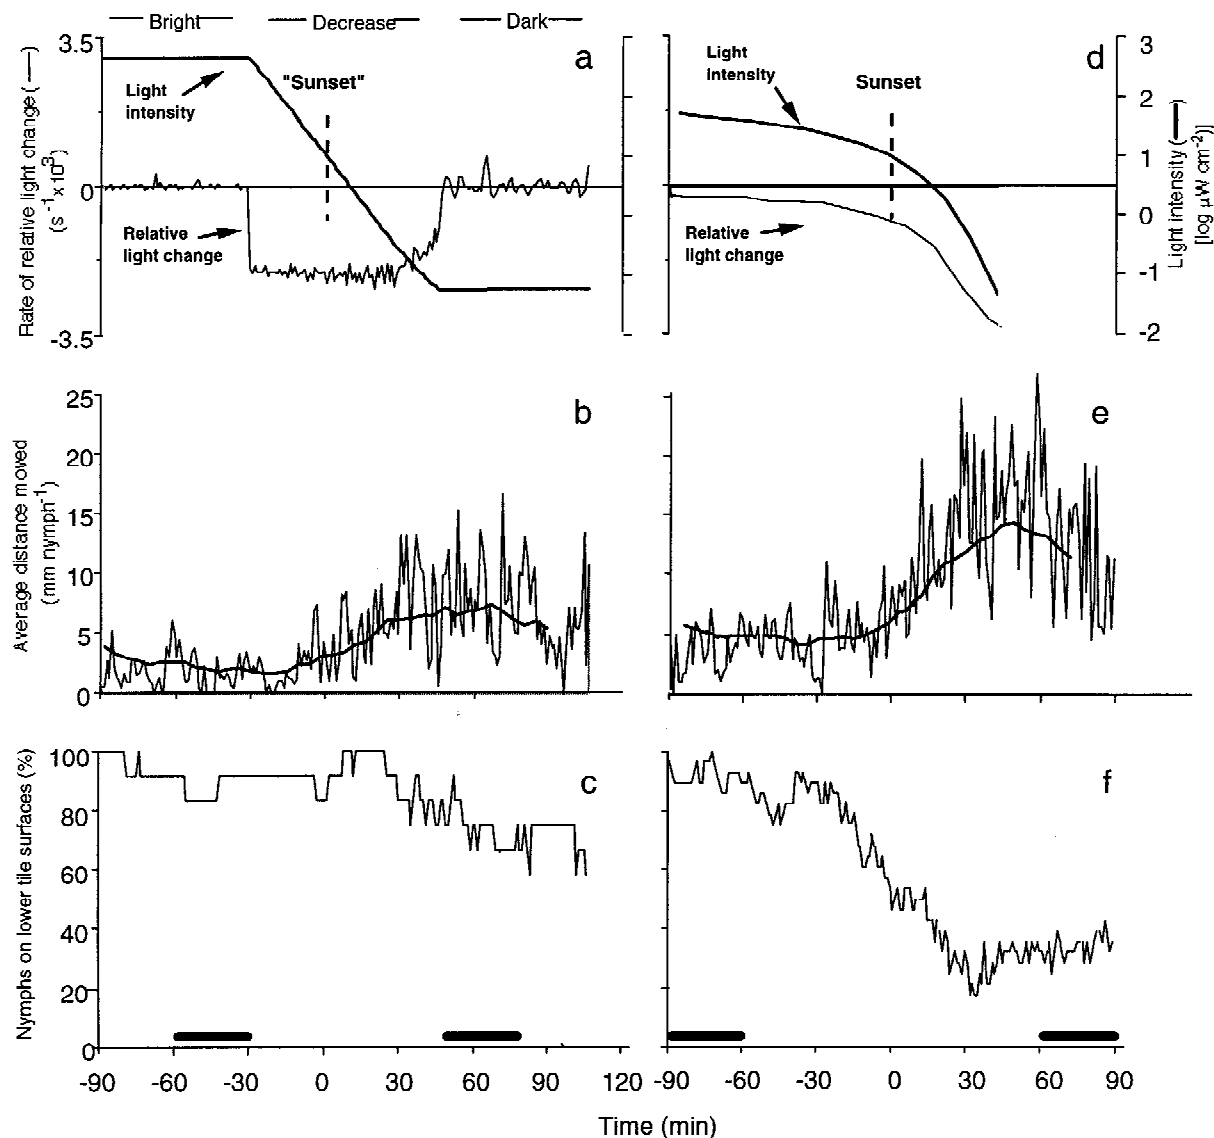 Bright Decrease Dark
3.5
0
-3.5
Rate of relative light change ( — )
(s⁻¹ x 10³)
Light
intensity
"Sunset"
Relative
light change
a
Light
intensity
Sunset
Relative
light change
d
3
2
1
0
-1
-2
Light intensity ( — )
[log µW cm⁻²)]
Average distance moved
(mm nymph⁻¹)
25
20
15
10
5
0
b
e
Nymphs on lower tile surfaces (%)
100
80
60
40
20
0
c
f
-90 -60 -30 0 30 60 90 120
-90 -60 -30 0 30 60 90
Time (min)